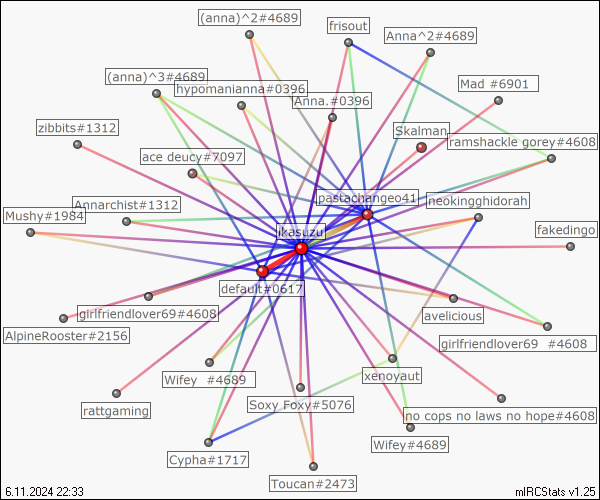 (anna)^2#4689
frisout
Anna^2#4689
(anna)^3#4689
hypomanianna#0396
Mad #6901
Anna.#0396
zibbits#1312
Skalman
ramshackle gorey#4608
ace deucy#7097
pastachangeo41
Annarchist#1312
neokingghidorah
Mushy#1984
ikasuzu
fakedingo
default#0617
girlfriendlover69#4608
avelicious
AlpineRooster#2156
girlfriendlover69 #4608
Wifey #4689
xenoyaut
rattgaming
Soxy Foxy#5076
no cops no laws no hope#4608
Wifey#4689
Cypha#1717
Toucan#2473
6.11.2024 22:33
mIRCStats v1.25